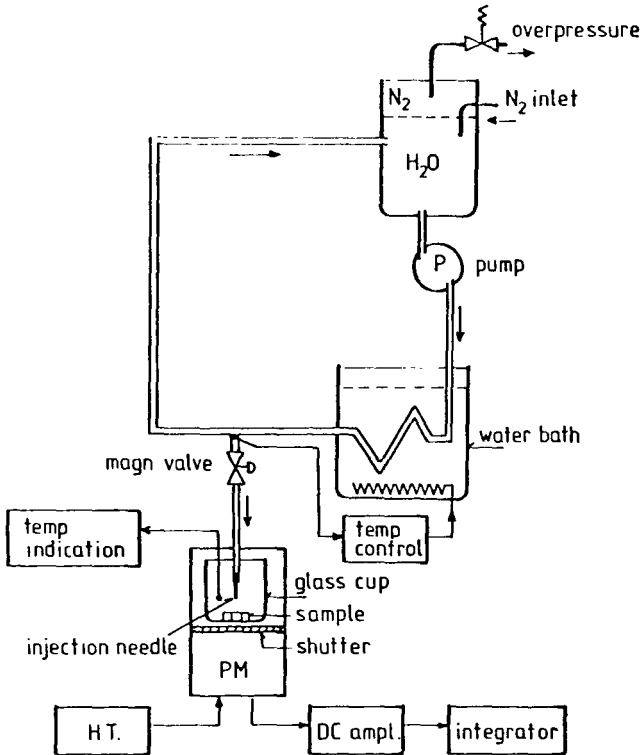 overpressure
N2
N2 inlet
H2O
P
pump
water bath
magn valve
temp
indication
temp
control
glass cup
sample
injection needle
shutter
PM
H.T.
DC ampl.
integrator